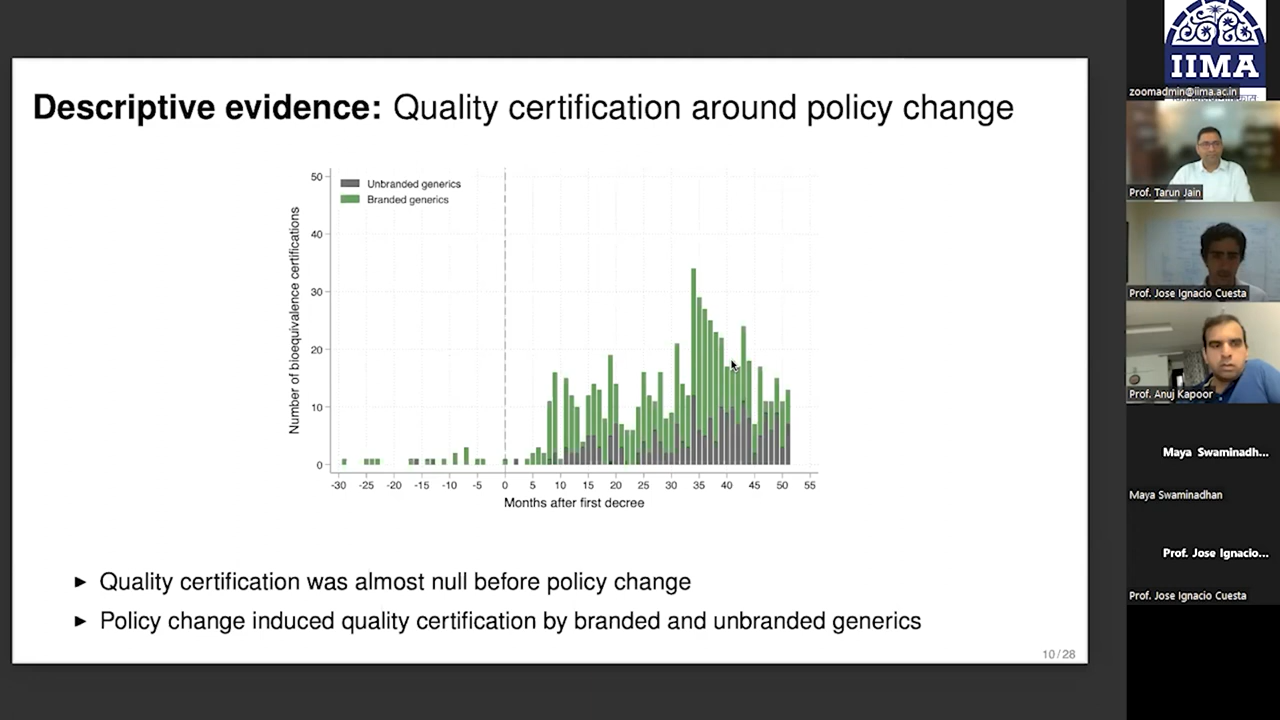 Descriptive evidence: Quality certification around policy change
Unbranded generics
Branded generics
Number of bioequivalence certifications
50
40
30
20
10
0
-30 -25 -20 -15 -10 -5 0 5 10 15 20 25 30 35 40 45 50 55
Months after first decree
► Quality certification was almost null before policy change
► Policy change induced quality certification by branded and unbranded generics
10/28
IIMA
zoomadmin@iima.ac.in
Prof. Tarun Jain
Prof. Jose Ignacio Cuesta
Prof. Anuj Kapoor
Maya Swaminadh...
Maya Swaminadhan
Prof. Jose Ignacio...
Prof. Jose Ignacio Cuesta